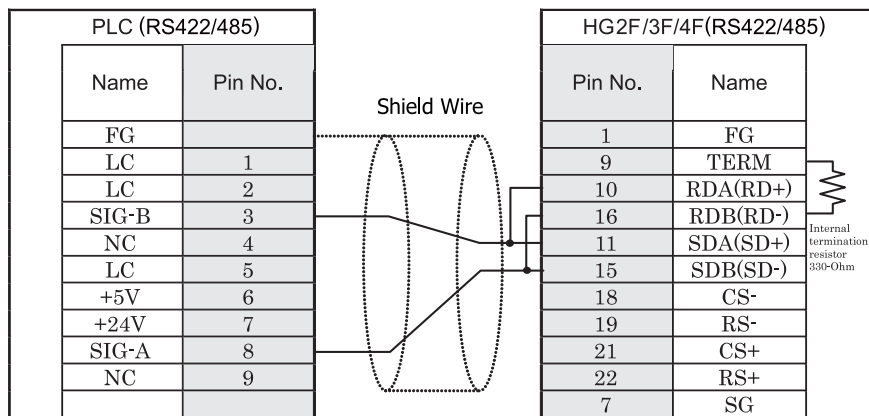 PLC (RS422/485) HG2F/3F/4F(RS422/485)
Name Pin No. Pin No. Name
Shield Wire
FG 1 FG
LC 1 9 TERM
LC 2 10 RDA(RD+)
SIG-B 3 16 RDB(RD-)
NC 4 11 SDA(SD+)
LC 5 15 SDB(SD-)
+5V 6 18 CS-
+24V 7 19 RS-
SIG-A 8 21 CS+
NC 9 22 RS+
7 SG
Internal
termination
resistor
330-Ohm